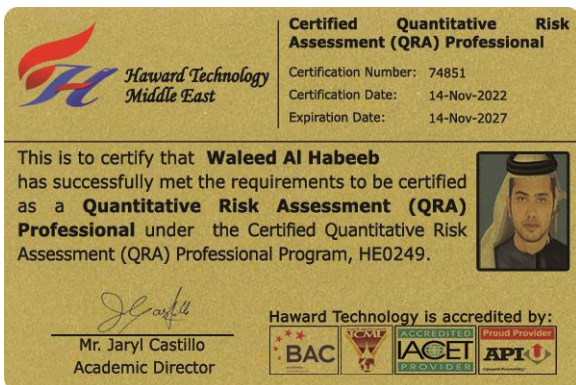 Haward Technology
Middle East
Certified Quantitative Risk
Assessment (QRA) Professional
Certification Number: 74851
Certification Date: 14-Nov-2022
Expiration Date: 14-Nov-2027
This is to certify that Waleed Al Habeeb
has successfully met the requirements to be certified
as a Quantitative Risk Assessment (QRA)
Professional under the Certified Quantitative Risk
Assessment (QRA) Professional Program, HE0249.
Mr. Jaryl Castillo
Academic Director
Haward Technology is accredited by:
BAC
ICML
ACCREDITED
IACET
PROVIDER
Proud Provider
API